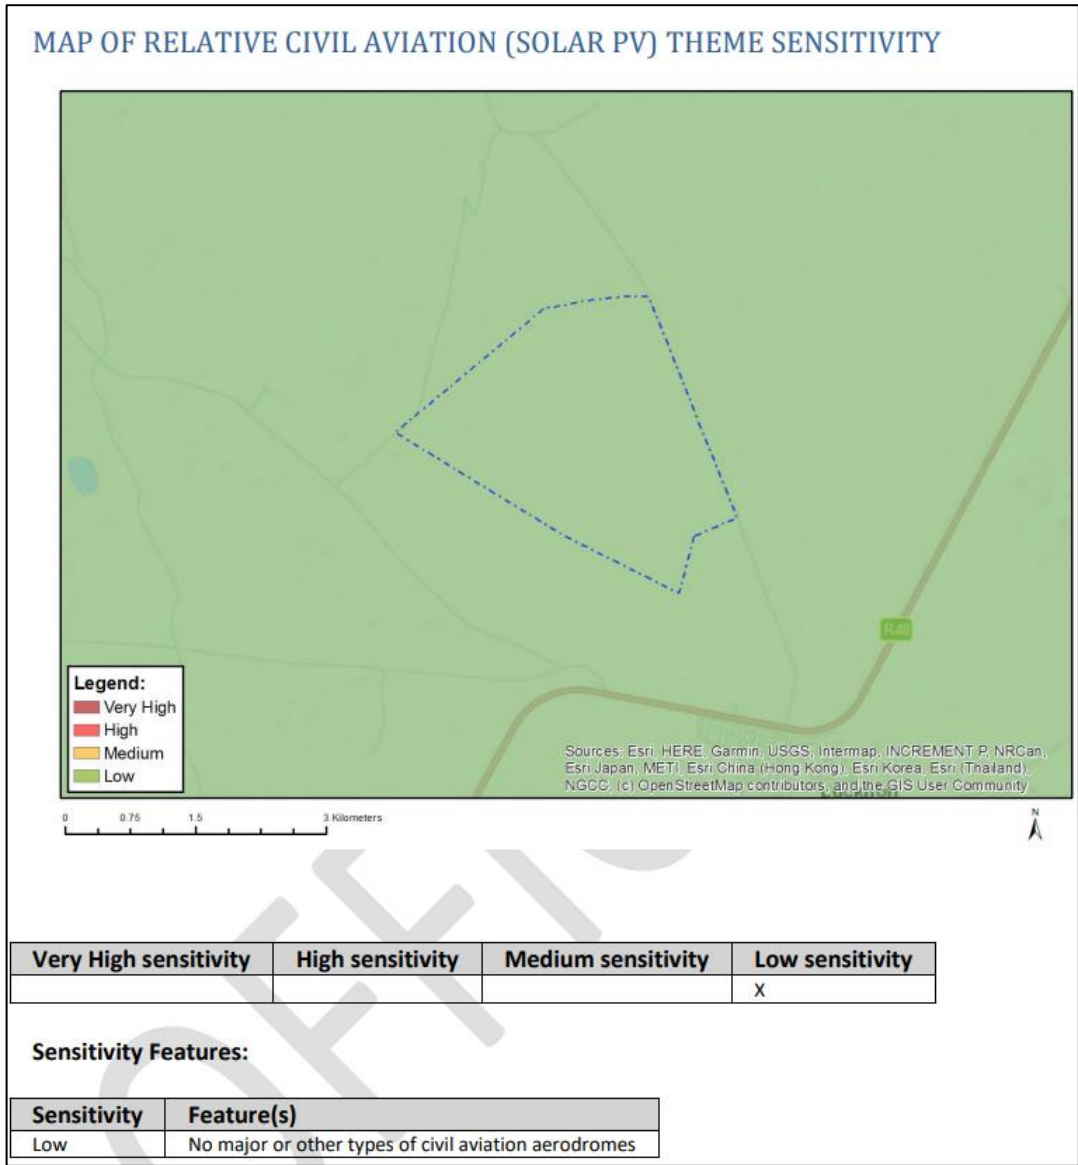 MAP OF RELATIVE CIVIL AVIATION (SOLAR PV) THEME SENSITIVITY
R48
Legend:
Very High
High
Medium
Low
Sources: Esri, HERE, Garmin, USGS, Intermap, INCREMENT P, NRCan,
Esri Japan, METI, Esri China (Hong Kong), Esri Korea, Esri (Thailand),
NGCC, (c) OpenStreetMap contributors, and the GIS User Community
0 0.75 1.5 3 Kilometers
N
Very High sensitivity High sensitivity Medium sensitivity Low sensitivity
X
Sensitivity Features:
Sensitivity Feature(s)
Low No major or other types of civil aviation aerodromes